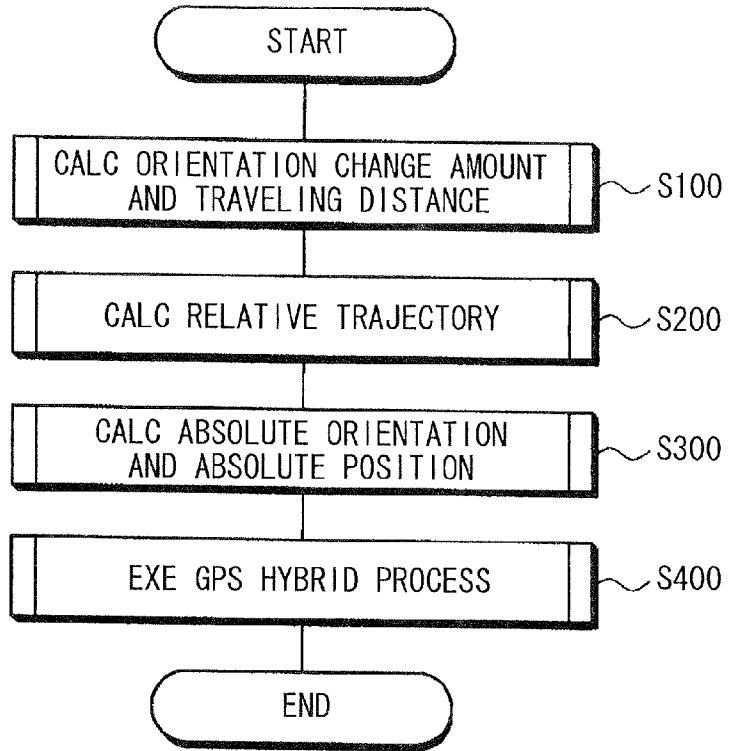 START
CALC ORIENTATION CHANGE AMOUNT
AND TRAVELING DISTANCE
S100
CALC RELATIVE TRAJECTORY
S200
CALC ABSOLUTE ORIENTATION
AND ABSOLUTE POSITION
S300
EXE GPS HYBRID PROCESS
S400
END